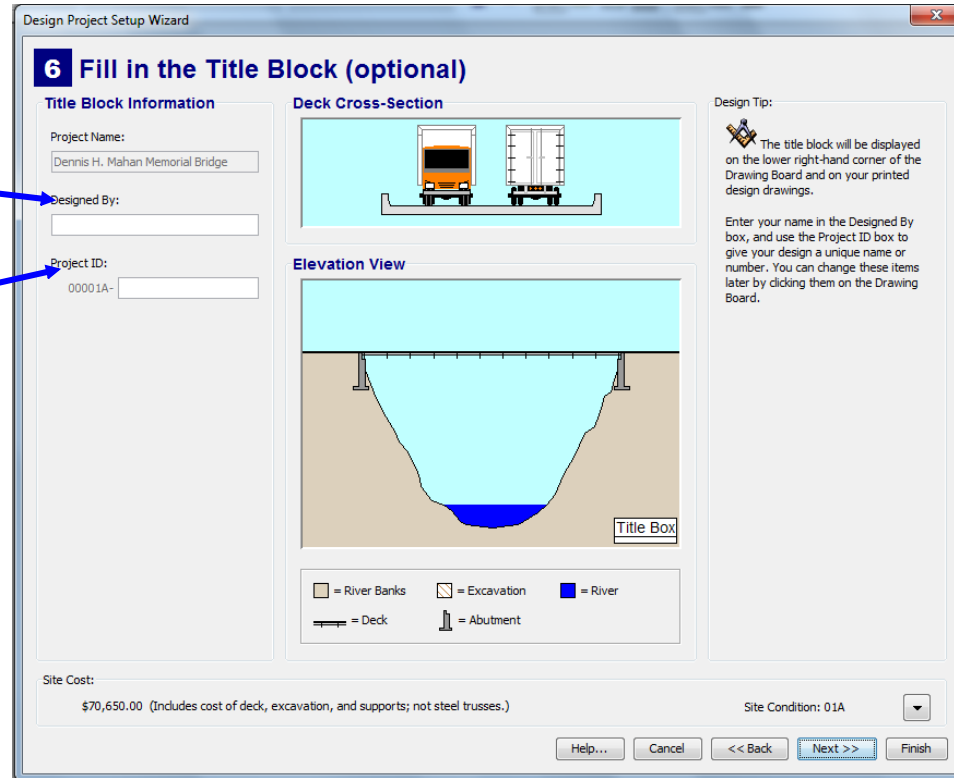 Design Project Setup Wizard
x
6 Fill in the Title Block (optional)
Title Block Information
Project Name:
Dennis H. Mahan Memorial Bridge
Designed By:
Project ID:
00001A-
Deck Cross-Section
Elevation View
Title Box
= River Banks
= Excavation
= River
= Deck
= Abutment
Design Tip:
The title block will be displayed
on the lower right-hand corner of the
Drawing Board and on your printed
design drawings.
Enter your name in the Designed By
box, and use the Project ID box to
give your design a unique name or
number. You can change these items
later by clicking them on the Drawing
Board.
Site Cost:
$70,650.00 (Includes cost of deck, excavation, and supports; not steel trusses.)
Site Condition: 01A
Help...
Cancel
<< Back
Next >>
Finish